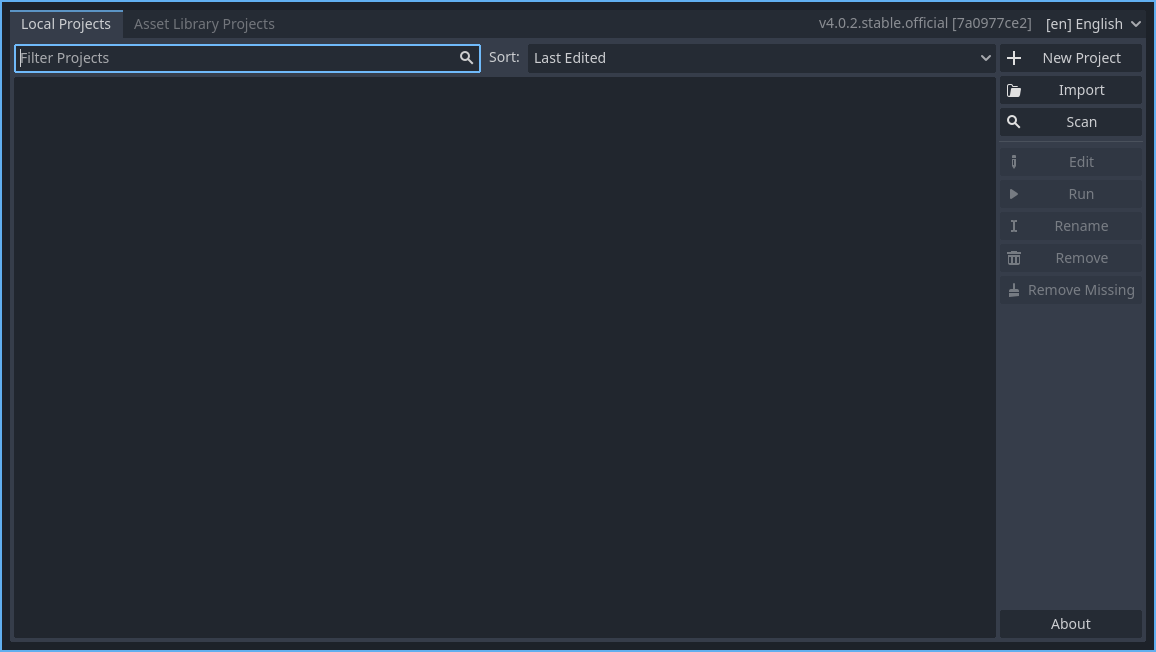 Local Projects Asset Library Projects v4.0.2.stable.official [7a0977ce2] [en] English
Filter Projects Sort: Last Edited New Project
Import
Scan
Edit
Run
Rename
Remove
Remove Missing
About